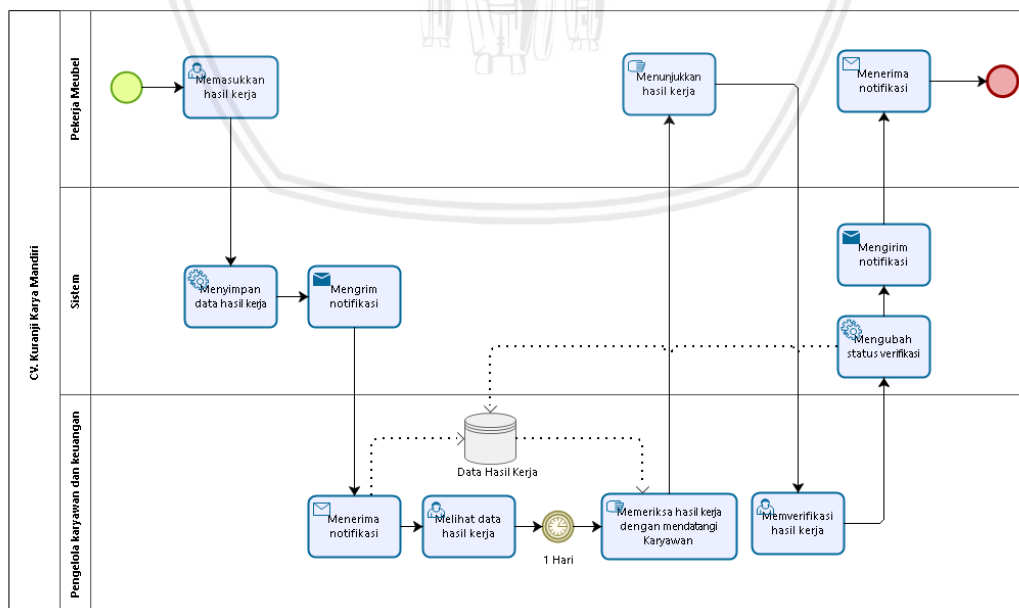 CV. Kuranji Karya Mandiri
Pekerja Meubel
Memasukkan
hasil kerja
Menunjukkan
hasil kerja
Menerima
notifikasi
Sistem
Menyimpan
data hasil kerja
Mengrim
notifikasi
Mengirim
notifikasi
Mengubah
status verifikasi
Pengelola karyawan dan keuangan
Data Hasil Kerja
Menerima
notifikasi
Melihat data
hasil kerja
1 Hari
Memeriksa hasil kerja
dengan mendatangi
Karyawan
Memverifikasi
hasil kerja